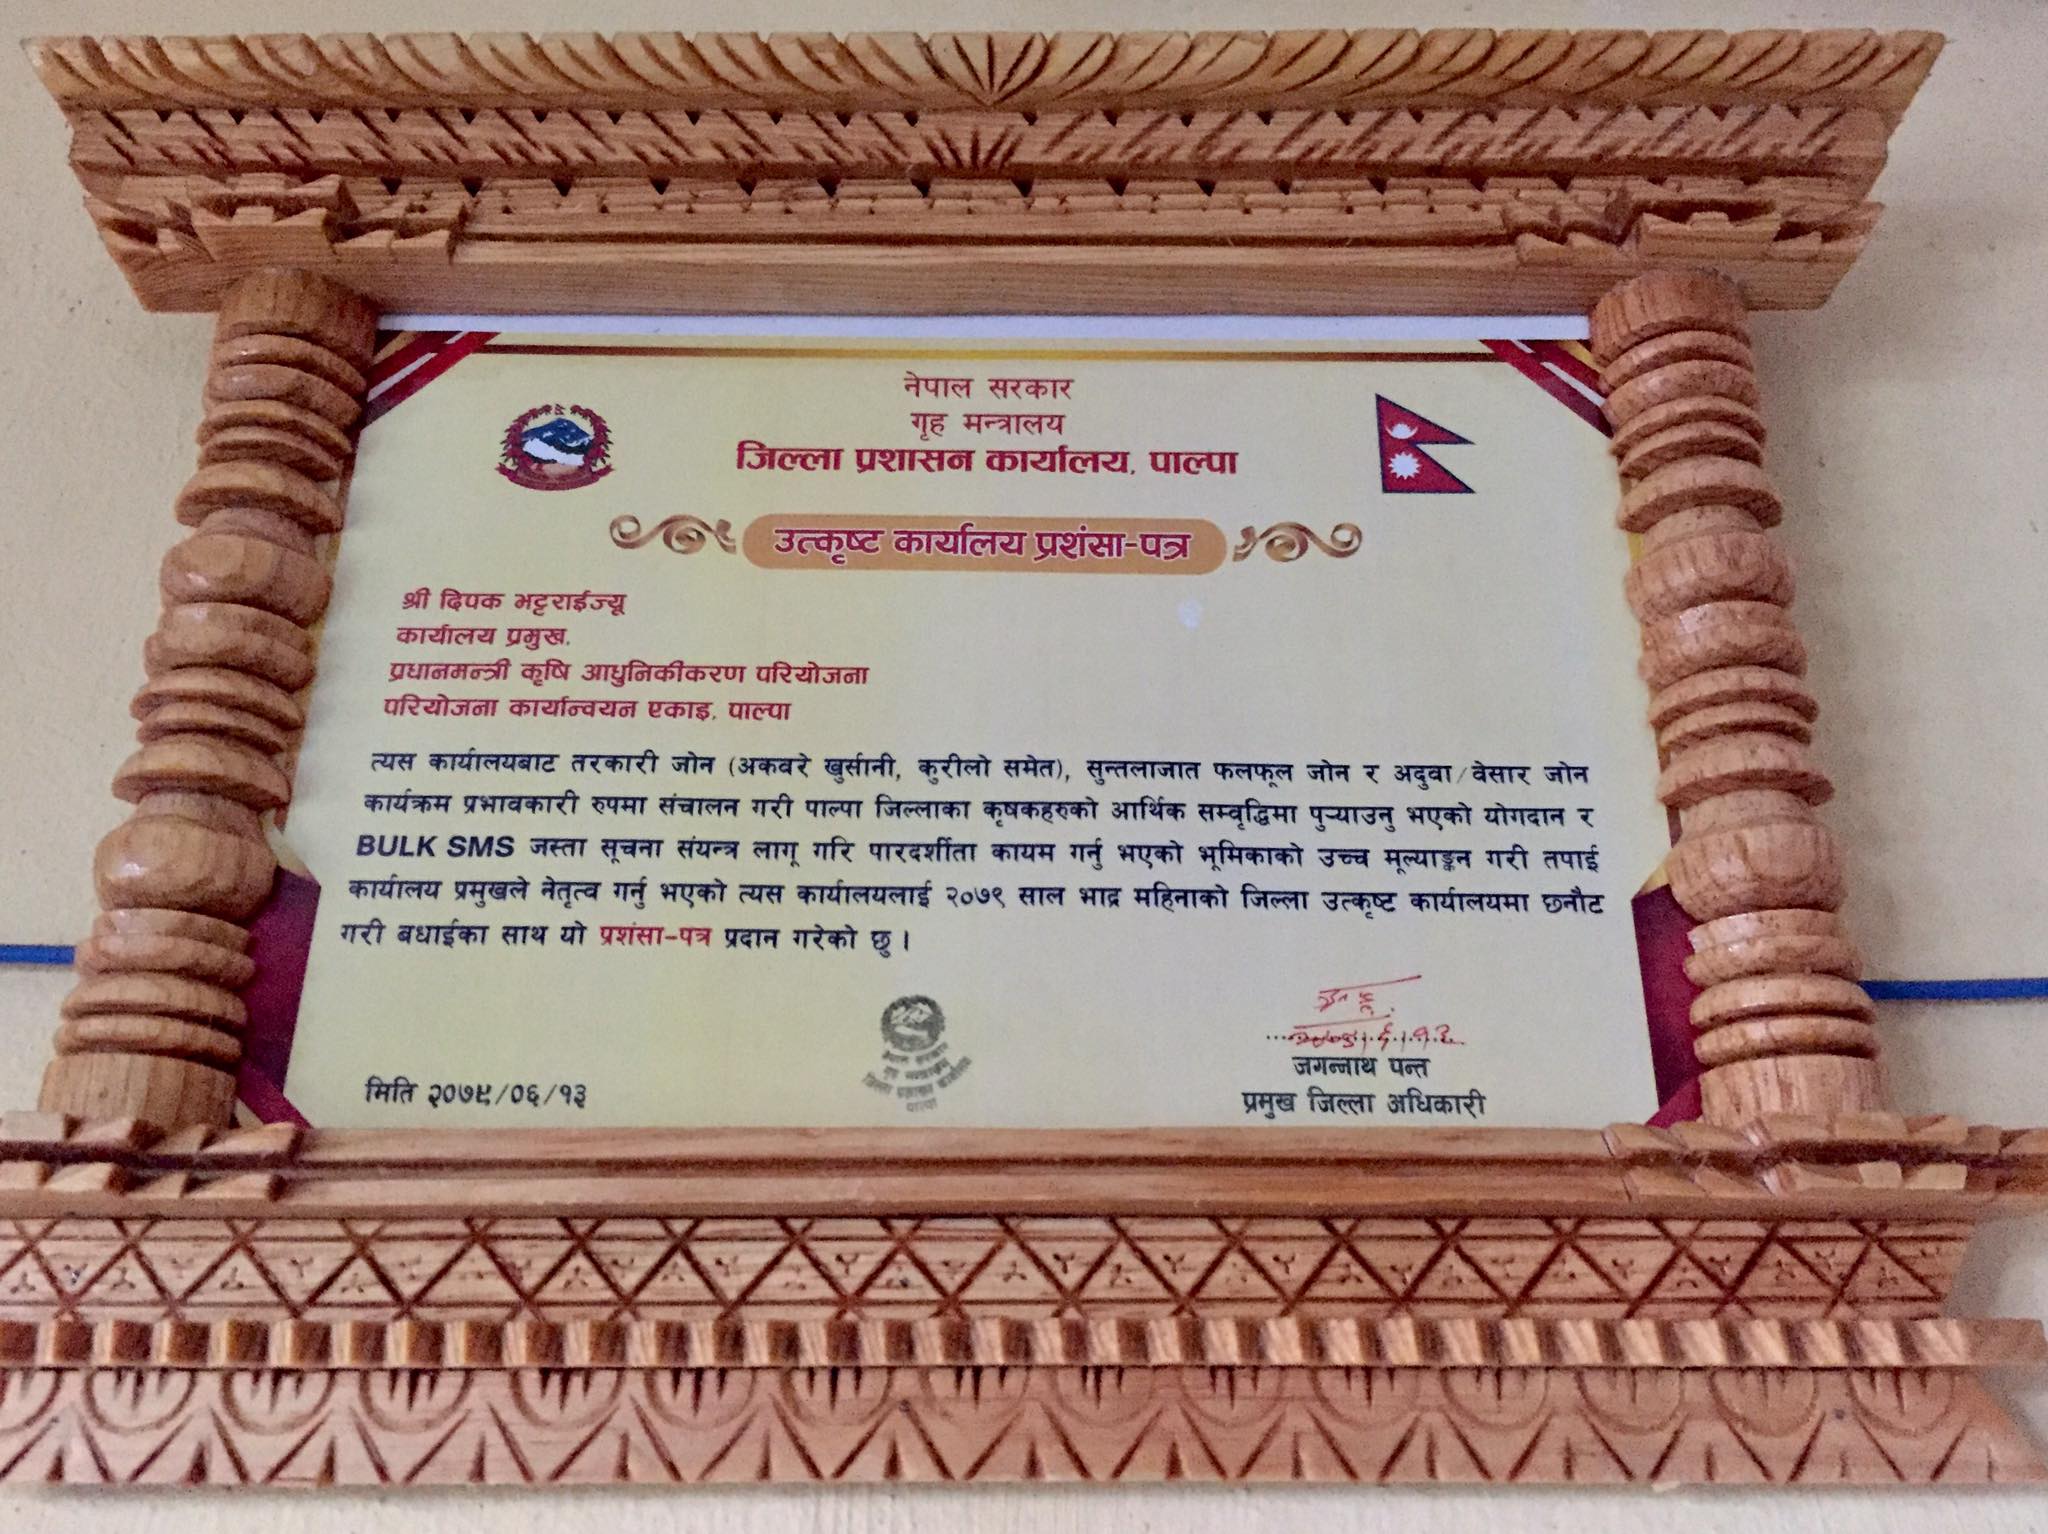 नेपाल सरकार
गृह मन्त्रालय
जिल्ला प्रशासन कार्यालय, पाल्पा
उत्कृष्ट कार्यालय प्रशंसा-पत्र
श्री दिपक भट्टराईज्यू
कार्यालय प्रमुख,
प्रधानमन्त्री कृषि आधुनिकीकरण परियोजना
परियोजना कार्यान्वयन एकाइ, पाल्पा
त्यस कार्यालयबाट तरकारी जोन (अकवरे खुर्सानी, कुरीलो समेत), सुन्तलाजात फलफूल जोन र अदुवा/वेसार जोन
कार्यक्रम प्रभावकारी रुपमा संचालन गरी पाल्पा जिल्लाका कृषकहरुको आर्थिक सम्वृद्धिमा पुऱ्याउनु भएको योगदान र
BULK SMS जस्ता सूचना संयन्त्र लागू गरि पारदर्शीता कायम गर्नु भएको भूमिकाको उच्च मूल्याङ्कन गरी तपाई
कार्यालय प्रमुखले नेतृत्व गर्नु भएको त्यस कार्यालयलाई २०७९ साल भाद्र महिनाको जिल्ला उत्कृष्ट कार्यालयमा छनौट
गरी बधाईका साथ यो प्रशंसा-पत्र प्रदान गरेको छु ।
मिति २०७९/०६/१३
जगन्नाथ पन्त
प्रमुख जिल्ला अधिकारी